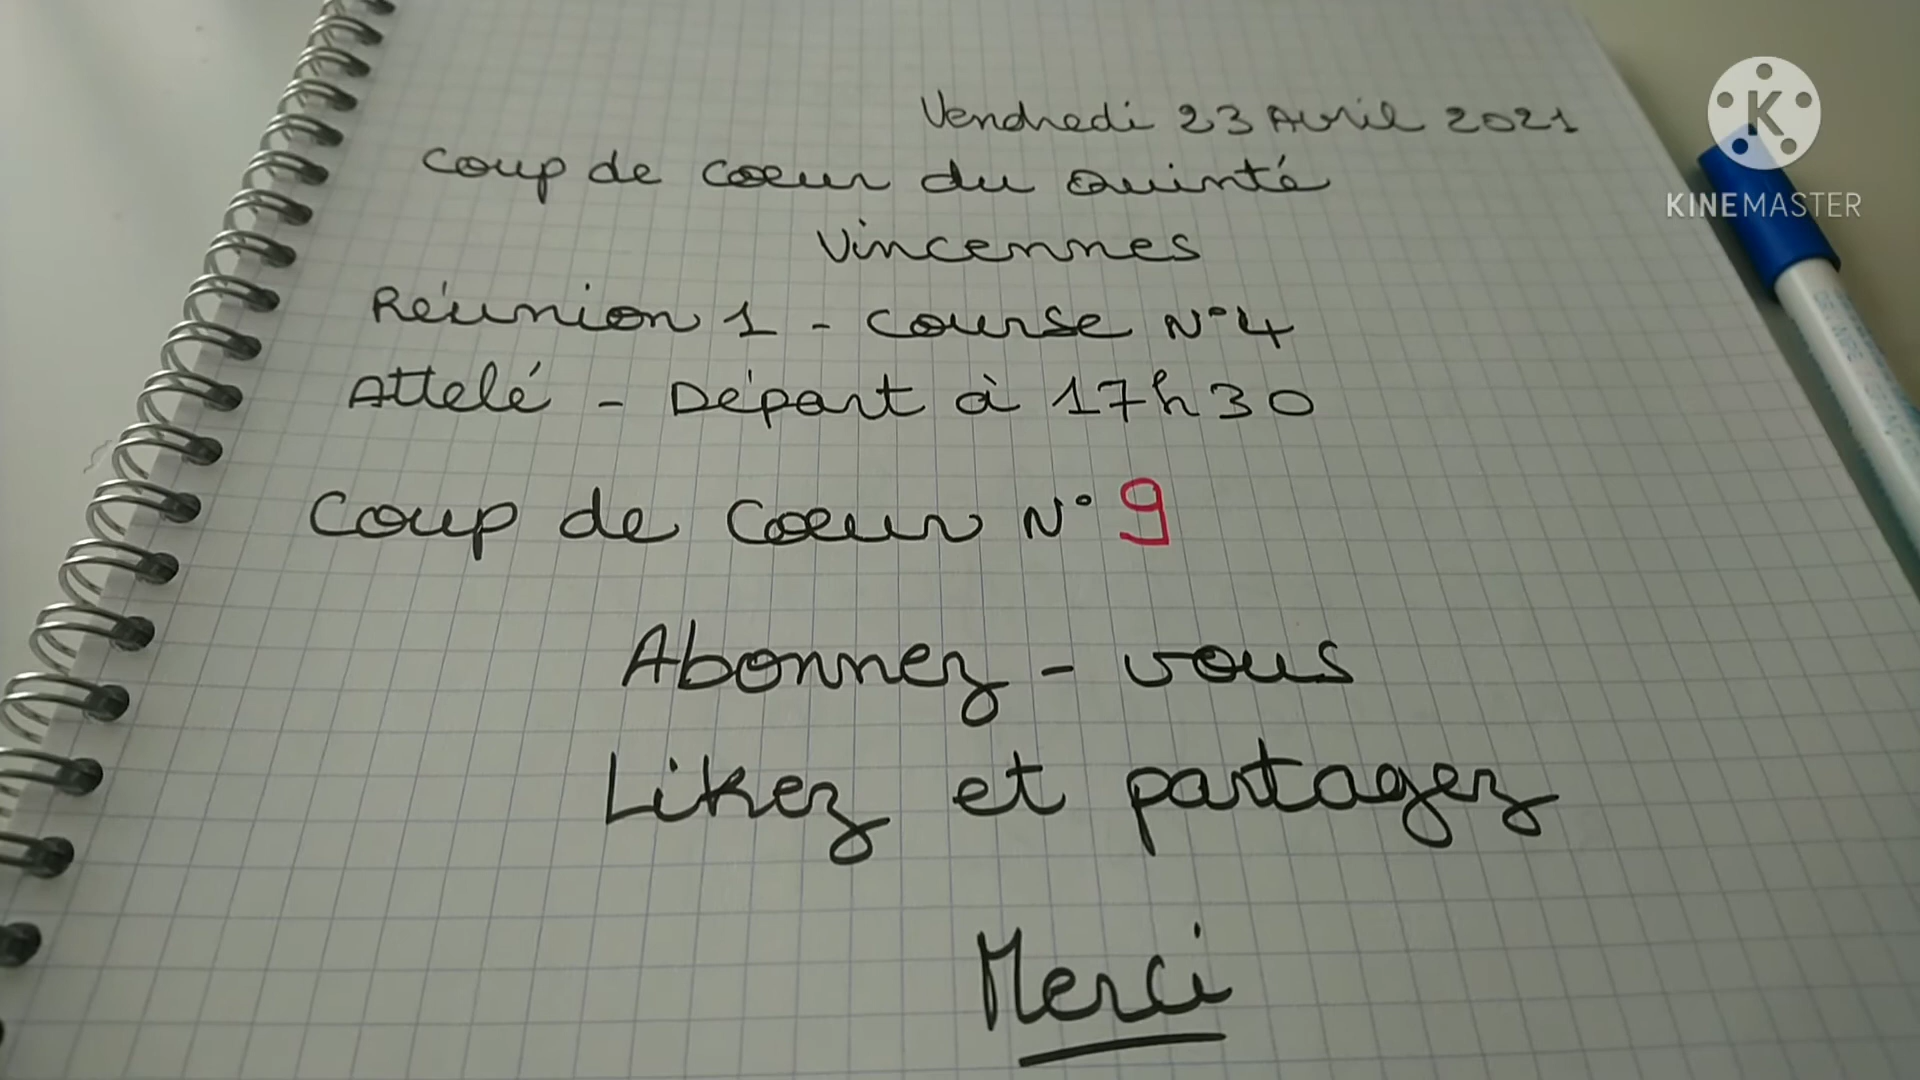 Vendredi 23 Avril 2021
Coup de coeur du Quinté
Vincennes
Réunion 1 - Course N°4
Attelé - Départ à 17h30
Coup de coeur N° 9
Abonnez-vous
Likez et partagez
Merci
K
KINEMASTER